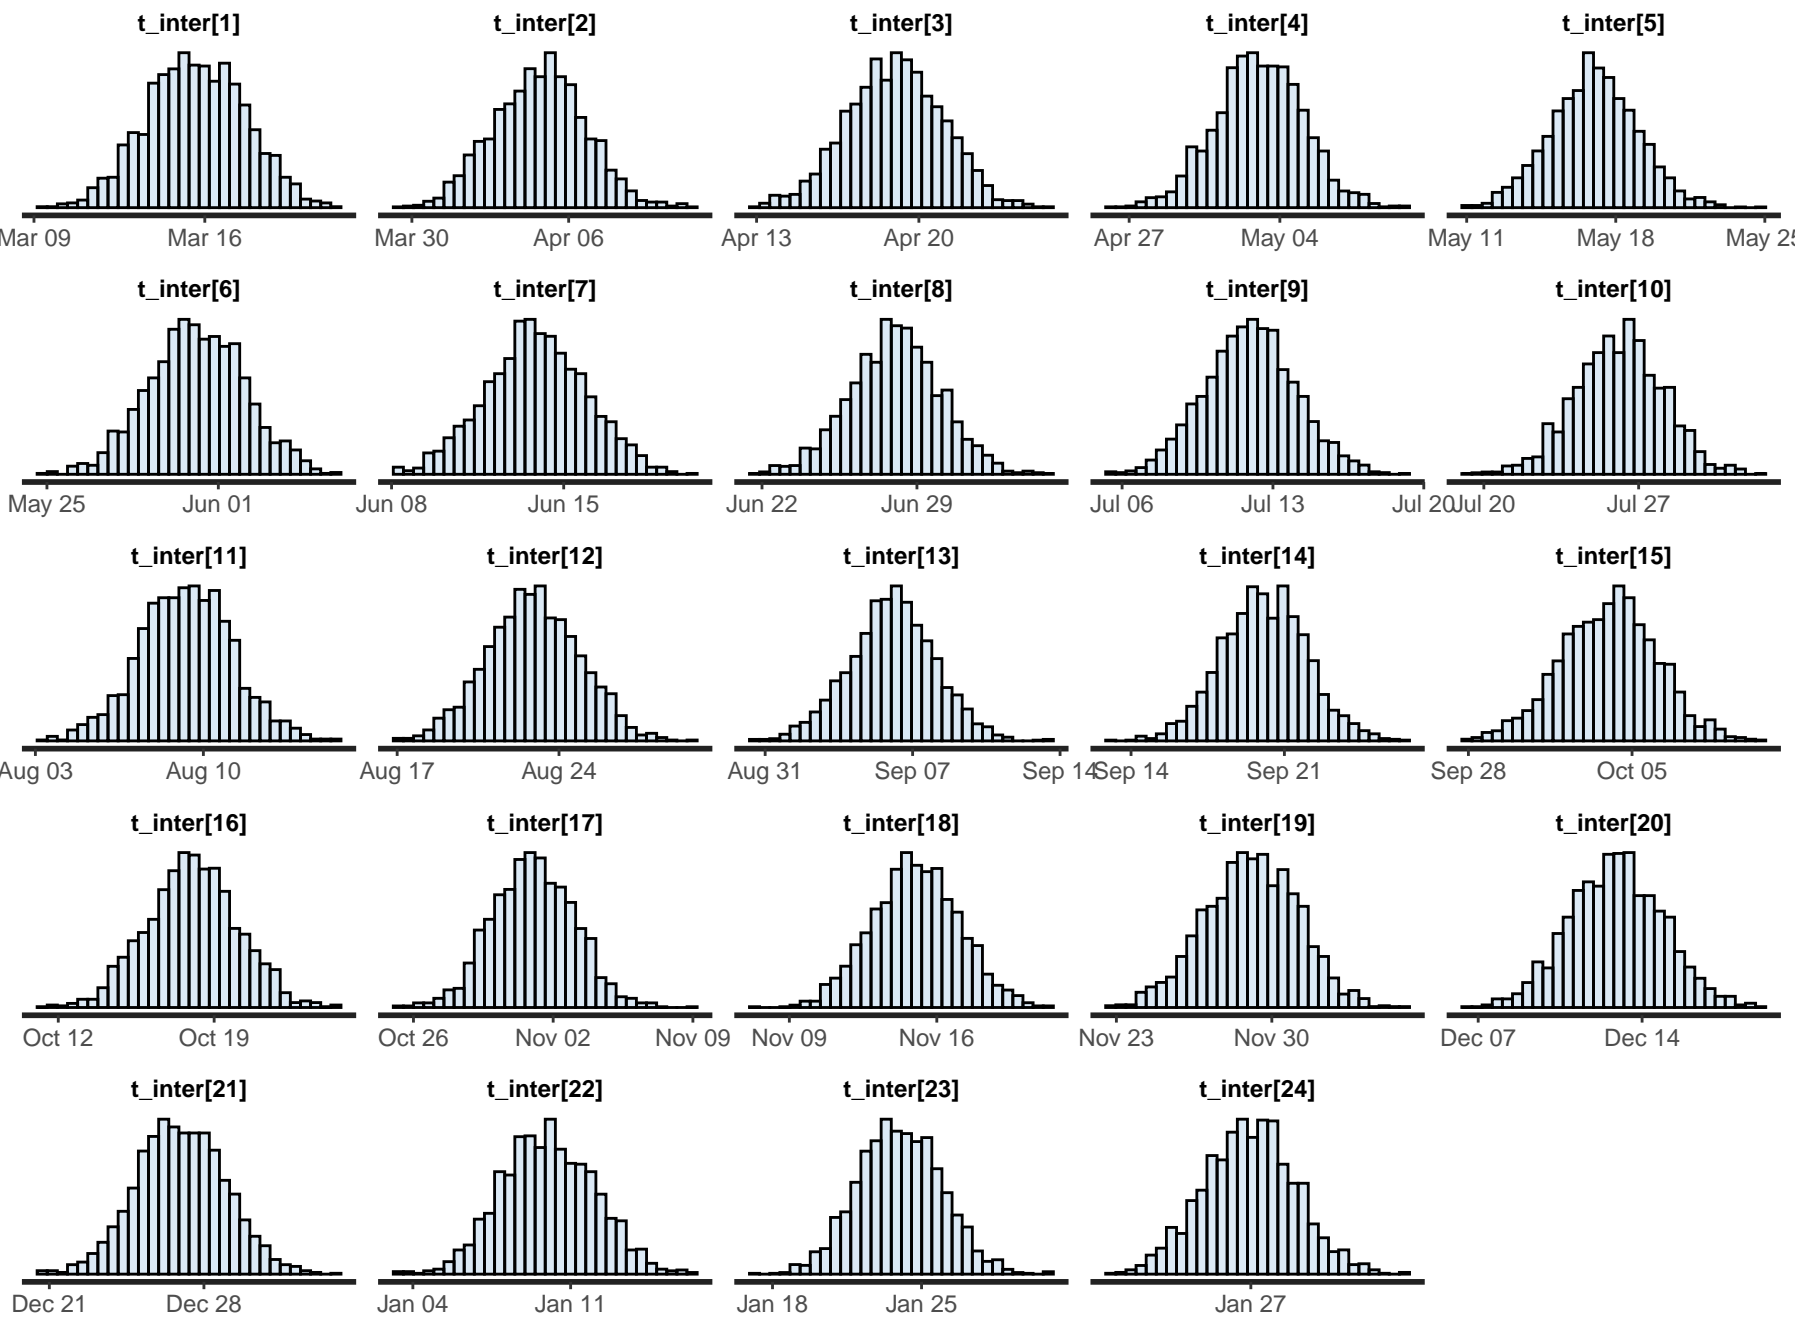 t_inter[1] t_inter[2] t_inter[3] t_inter[4] t_inter[5]
Mar 09 Mar 16 Mar 30 Apr 06 Apr 13 Apr 20 Apr 27 May 04 May 11 May 18 May 25
t_inter[6] t_inter[7] t_inter[8] t_inter[9] t_inter[10]
May 25 Jun 01 Jun 08 Jun 15 Jun 22 Jun 29 Jul 06 Jul 13 Jul 20 Jul 20 Jul 27
t_inter[11] t_inter[12] t_inter[13] t_inter[14] t_inter[15]
Aug 03 Aug 10 Aug 17 Aug 24 Aug 31 Sep 07 Sep 14 Sep 14 Sep 21 Sep 28 Oct 05
t_inter[16] t_inter[17] t_inter[18] t_inter[19] t_inter[20]
Oct 12 Oct 19 Oct 26 Nov 02 Nov 09 Nov 09 Nov 16 Nov 23 Nov 30 Dec 07 Dec 14
t_inter[21] t_inter[22] t_inter[23] t_inter[24]
Dec 21 Dec 28 Jan 04 Jan 11 Jan 18 Jan 25 Jan 27